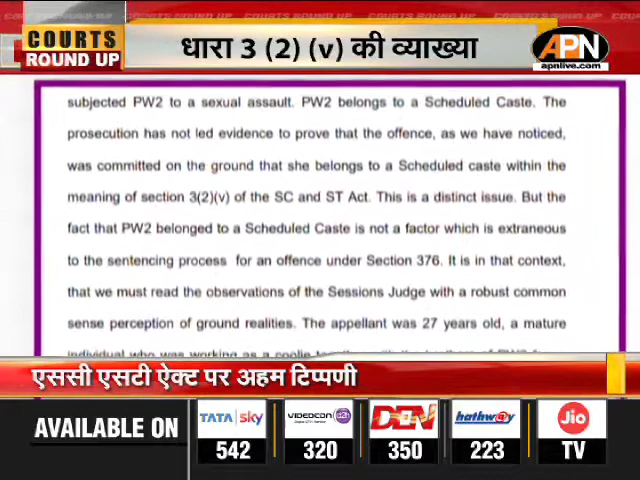 COURTS
ROUND UP
धारा 3 (2) (v) की व्याख्या
APN
apnlive.com
subjected PW2 to a sexual assault. PW2 belongs to a Scheduled Caste. The
prosecution has not led evidence to prove that the offence, as we have noticed,
was committed on the ground that she belongs to a Scheduled caste within the
meaning of section 3(2)(v) of the SC and ST Act. This is a distinct issue. But the
fact that PW2 belonged to a Scheduled Caste is not a factor which is extraneous
to the sentencing process for an offence under Section 376. It is in that context,
that we must read the observations of the Sessions Judge with a robust common
sense perception of ground realities. The appellant was 27 years old, a mature
individual who was working as a coolie
एससी एसटी ऐक्ट पर अहम टिप्पणी
AVAILABLE ON
TATA sky
542
VIDEOCON d2h
320
DEN
350
hathway
223
Jio
TV